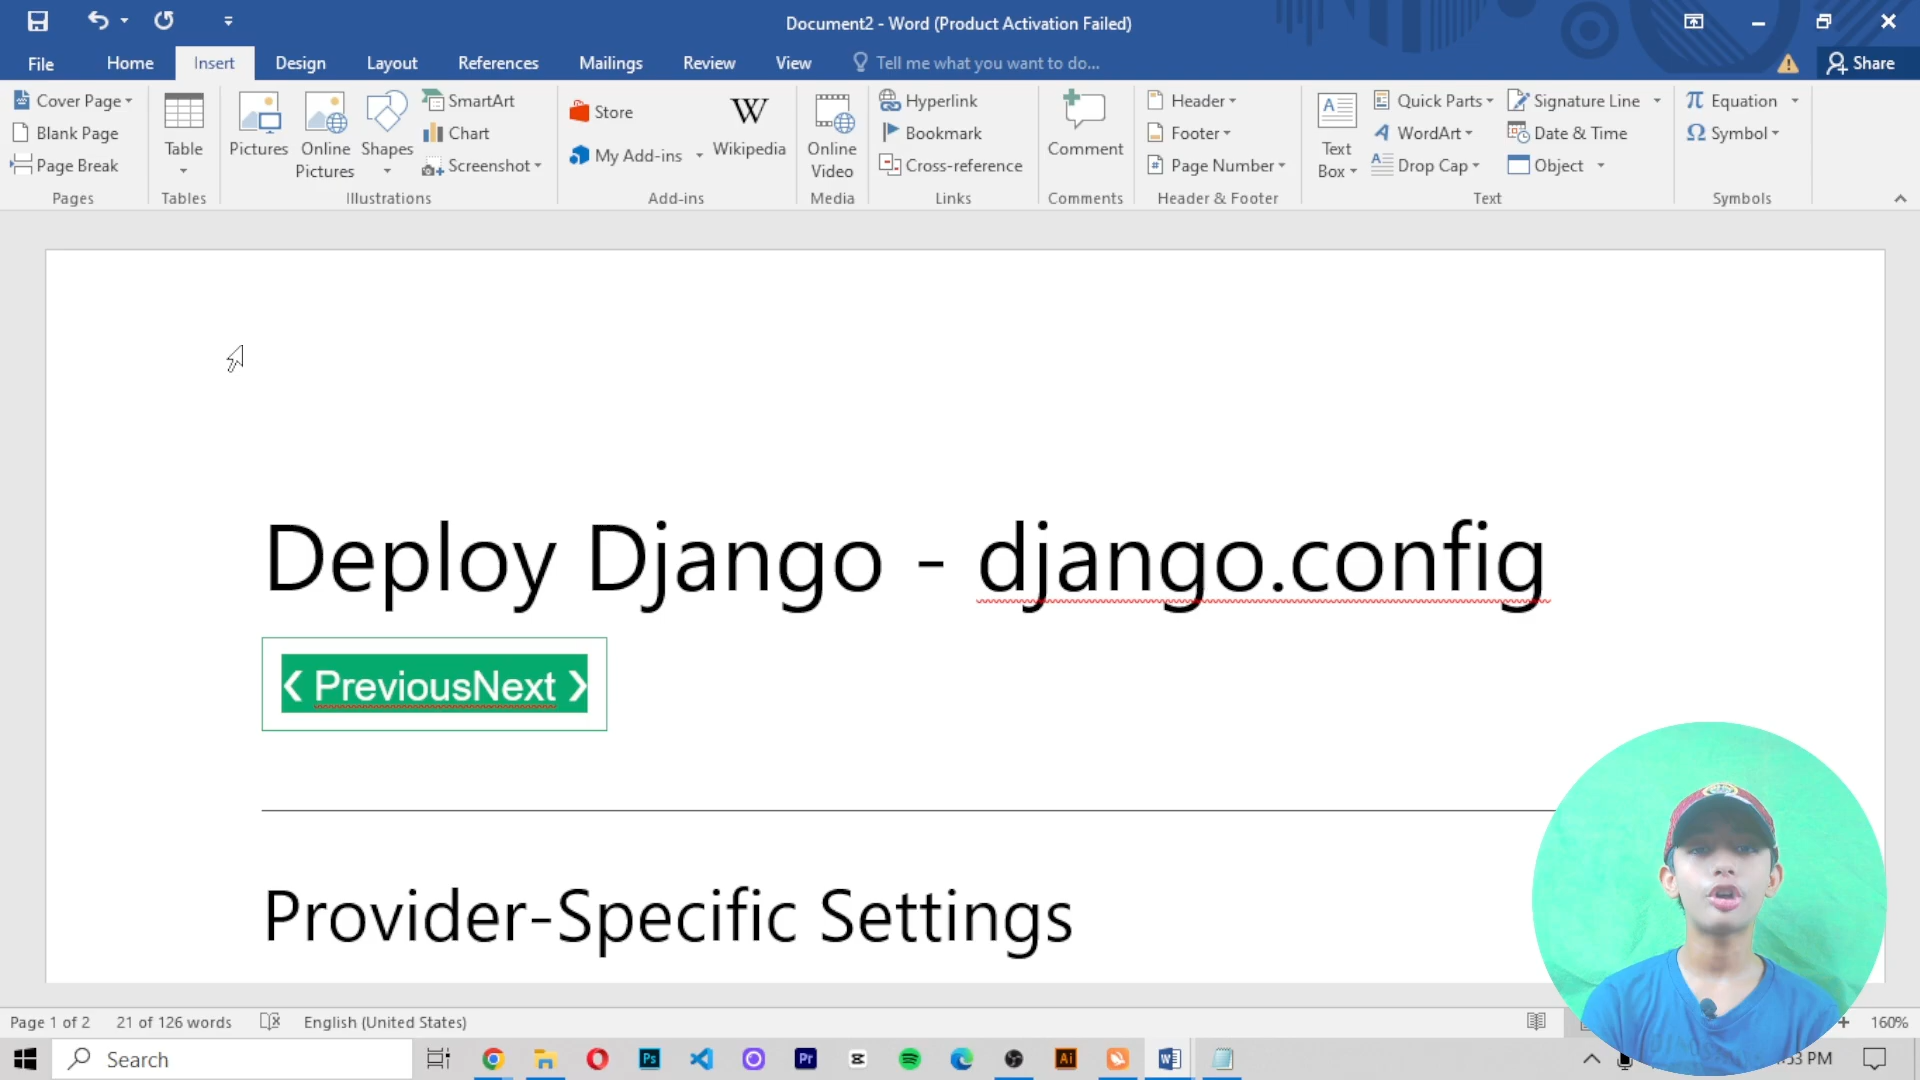 Document2 - Word (Product Activation Failed)
File Home Insert Design Layout References Mailings Review View Tell me what you want to do... Share
Cover Page
Blank Page
Page Break
Pages
Table
Tables
Pictures
Online Pictures
Shapes
SmartArt
Chart
Screenshot
Illustrations
Store
My Add-ins
W
Wikipedia
Add-ins
Online Video
Media
Hyperlink
Bookmark
Cross-reference
Links
Comment
Comments
Header
Footer
Page Number
Header & Footer
Text Box
Quick Parts
WordArt
Drop Cap
Signature Line
Date & Time
Object
Text
Equation
Symbol
Symbols
Deploy Django - django.config
❮ PreviousNext ❯
Provider-Specific Settings
Page 1 of 2 21 of 126 words English (United States) 160%
Search
Ps
Pr
Ai
PM